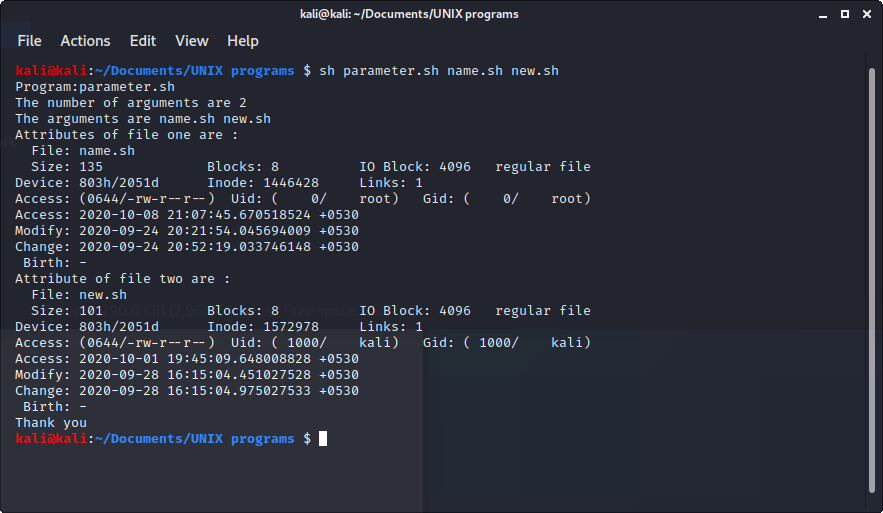 kali@kali: ~/Documents/UNIX programs
File Actions Edit View Help
kali@kali:~/Documents/UNIX programs $ sh parameter.sh name.sh new.sh
Program:parameter.sh
The number of arguments are 2
The arguments are name.sh new.sh
Attributes of file one are :
  File: name.sh
  Size: 135             Blocks: 8          IO Block: 4096   regular file
Device: 803h/2051d      Inode: 1446428     Links: 1
Access: (0644/-rw-r--r--)  Uid: (    0/    root)   Gid: (    0/    root)
Access: 2020-10-08 21:07:45.670518524 +0530
Modify: 2020-09-24 20:21:54.045694009 +0530
Change: 2020-09-24 20:52:19.033746148 +0530
 Birth: -
Attribute of file two are :
  File: new.sh
  Size: 101             Blocks: 8          IO Block: 4096   regular file
Device: 803h/2051d      Inode: 1572978     Links: 1
Access: (0644/-rw-r--r--)  Uid: ( 1000/    kali)   Gid: ( 1000/    kali)
Access: 2020-10-01 19:45:09.648008828 +0530
Modify: 2020-09-28 16:15:04.451027528 +0530
Change: 2020-09-28 16:15:04.975027533 +0530
 Birth: -
Thank you
kali@kali:~/Documents/UNIX programs $